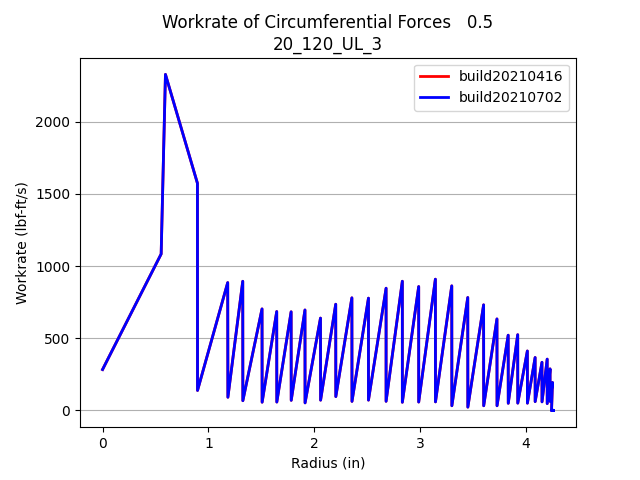 Workrate of Circumferential Forces   0.5
20_120_UL_3
build20210416
build20210702
Workrate (lbf-ft/s)
2000
1500
1000
500
0
0 1 2 3 4
Radius (in)